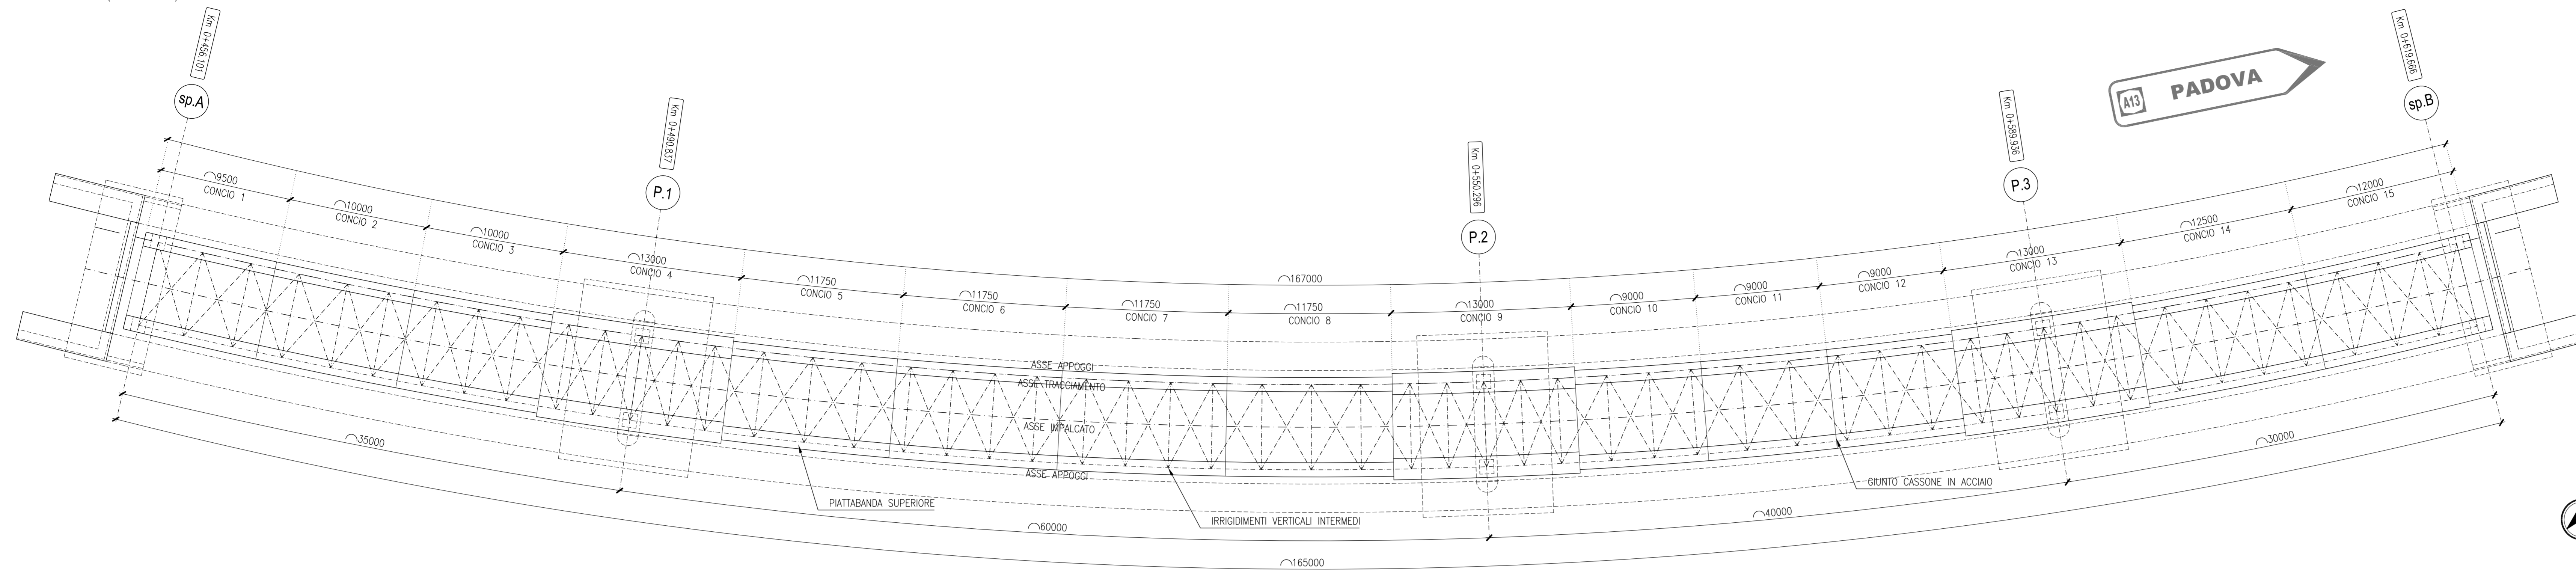 Km 0+456.101
sp.A
Km 0+490.837
P.1
Km 0+550.296
P.2
Km 0+589.936
P.3
Km 0+619.666
sp.B
A13 PADOVA
9500
CONCIO 1
10000
CONCIO 2
10000
CONCIO 3
13000
CONCIO 4
11750
CONCIO 5
11750
CONCIO 6
11750
CONCIO 7
167000
11750
CONCIO 8
13000
CONCIO 9
9000
CONCIO 10
9000
CONCIO 11
9000
CONCIO 12
13000
CONCIO 13
12500
CONCIO 14
12000
CONCIO 15
ASSE APPOGGI
ASSE TRACCIAMENTO
ASSE IMPALCATO
ASSE APPOGGI
PIATTABANDA SUPERIORE
IRRIGIDIMENTI VERTICALI INTERMEDI
GIUNTO CASSONE IN ACCIAIO
35000
60000
40000
30000
165000